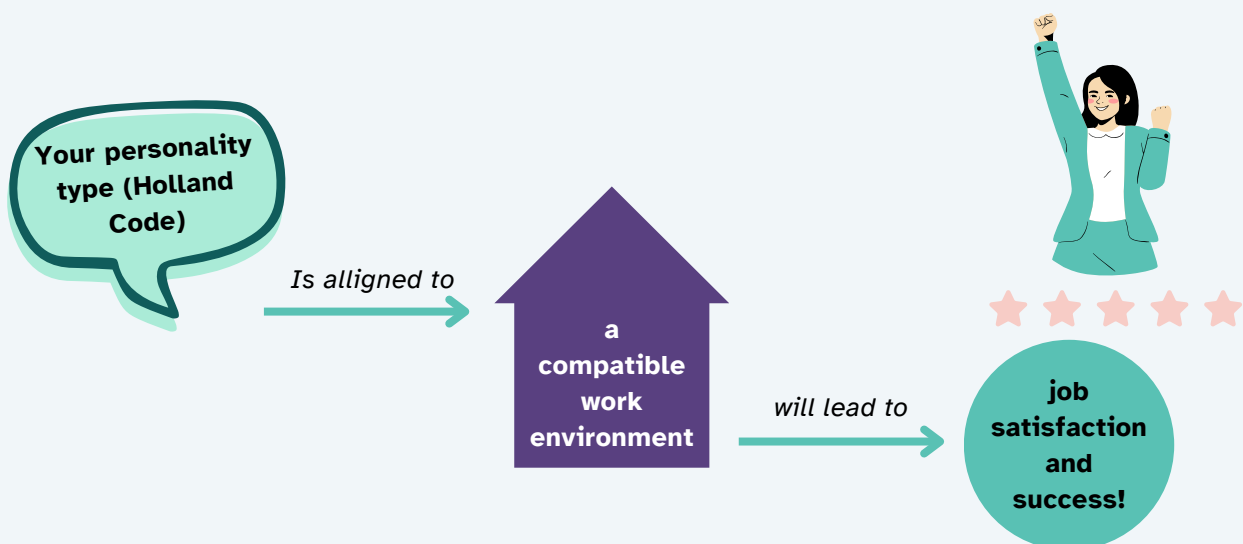 Your personality
type (Holland
Code)
Is alligned to
a
compatible
work
environment
will lead to
job
satisfaction
and
success!